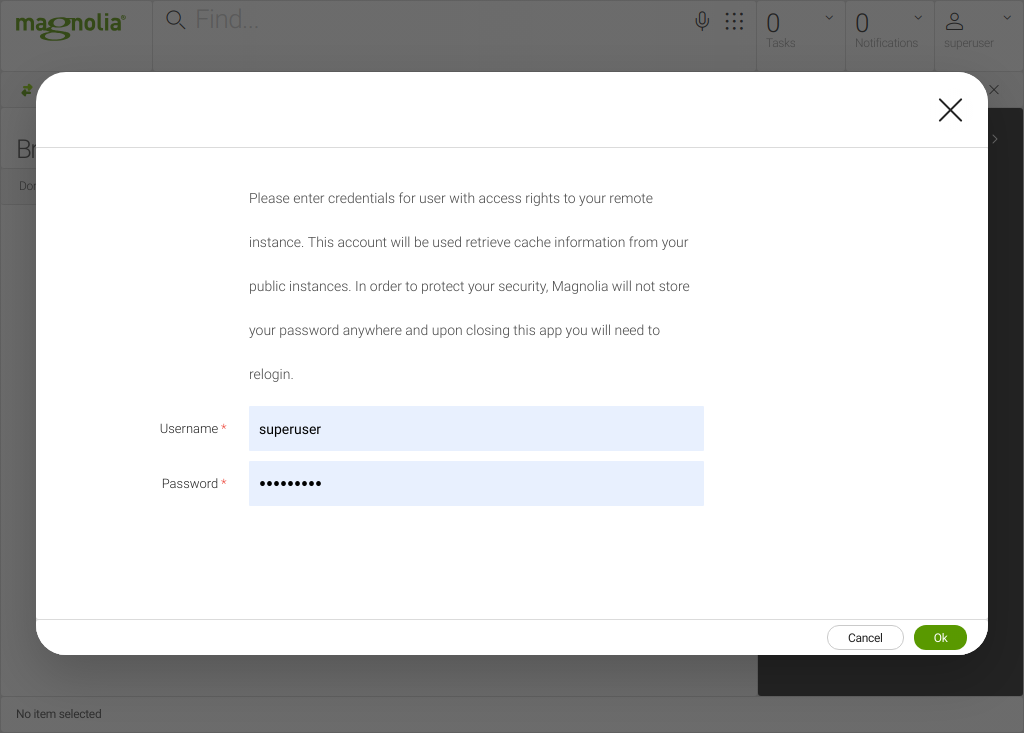 magnolia®
Find...
0
Tasks
0
Notifications
superuser
Br
Dor
Please enter credentials for user with access rights to your remote
instance. This account will be used retrieve cache information from your
public instances. In order to protect your security, Magnolia will not store
your password anywhere and upon closing this app you will need to
relogin.
Username *
superuser
Password *
•••••••••
Cancel
Ok
No item selected